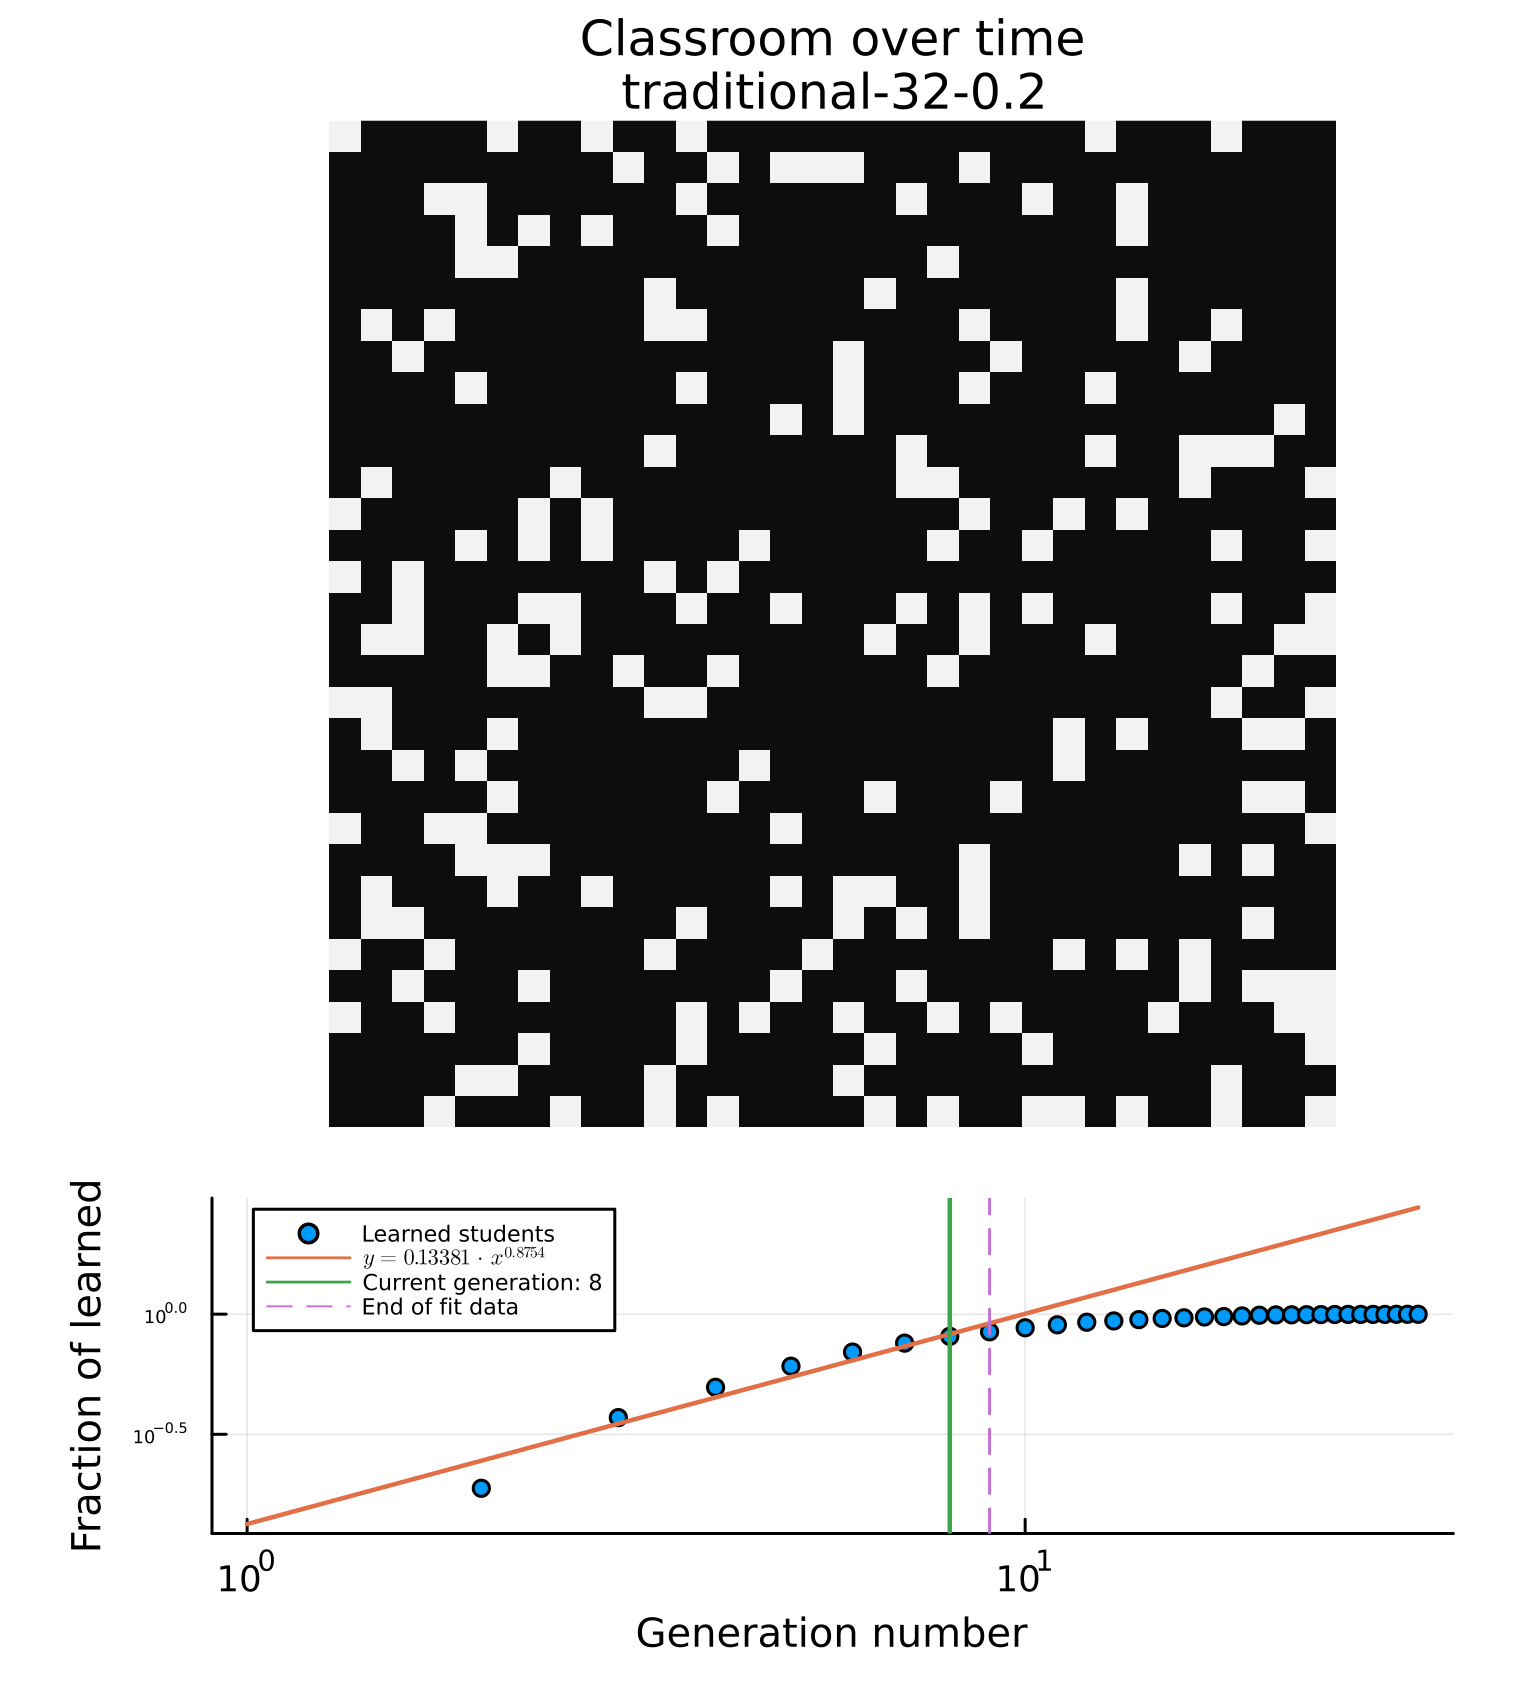 Classroom over time
traditional-32-0.2
Fraction of learned
Learned students
y = 0.13381 · x^0.8754
Current generation: 8
End of fit data
10^0.0
10^−0.5
10^0
10^1
Generation number